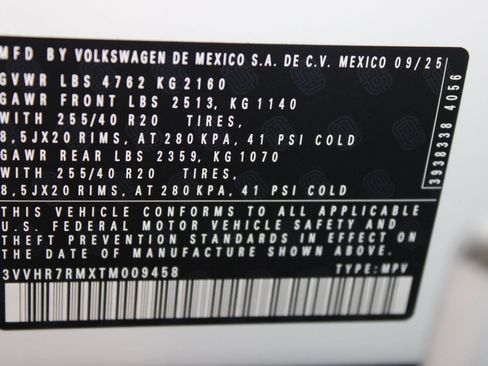 MFD BY VOLKSWAGEN DE MEXICO S.A. DE C.V. MEXICO 09/25
GVWR LBS 4762 KG 2160
GAWR FRONT LBS 2513, KG 1140
WITH 255/40 R20 TIRES,
8,5JX20 RIMS, AT 280 KPA, 41 PSI COLD
GAWR REAR LBS 2359, KG 1070
WITH 255/40 R20 TIRES,
8,5JX20 RIMS, AT 280 KPA, 41 PSI COLD
THIS VEHICLE CONFORMS TO ALL APPLICABLE
U.S. FEDERAL MOTOR VEHICLE SAFETY AND
THEFT PREVENTION STANDARDS IN EFFECT ON
THE DATE OF MANUFACTURE SHOWN ABOVE.
3VVHR7RMXTM009458 TYPE:MPV
3938338 4056